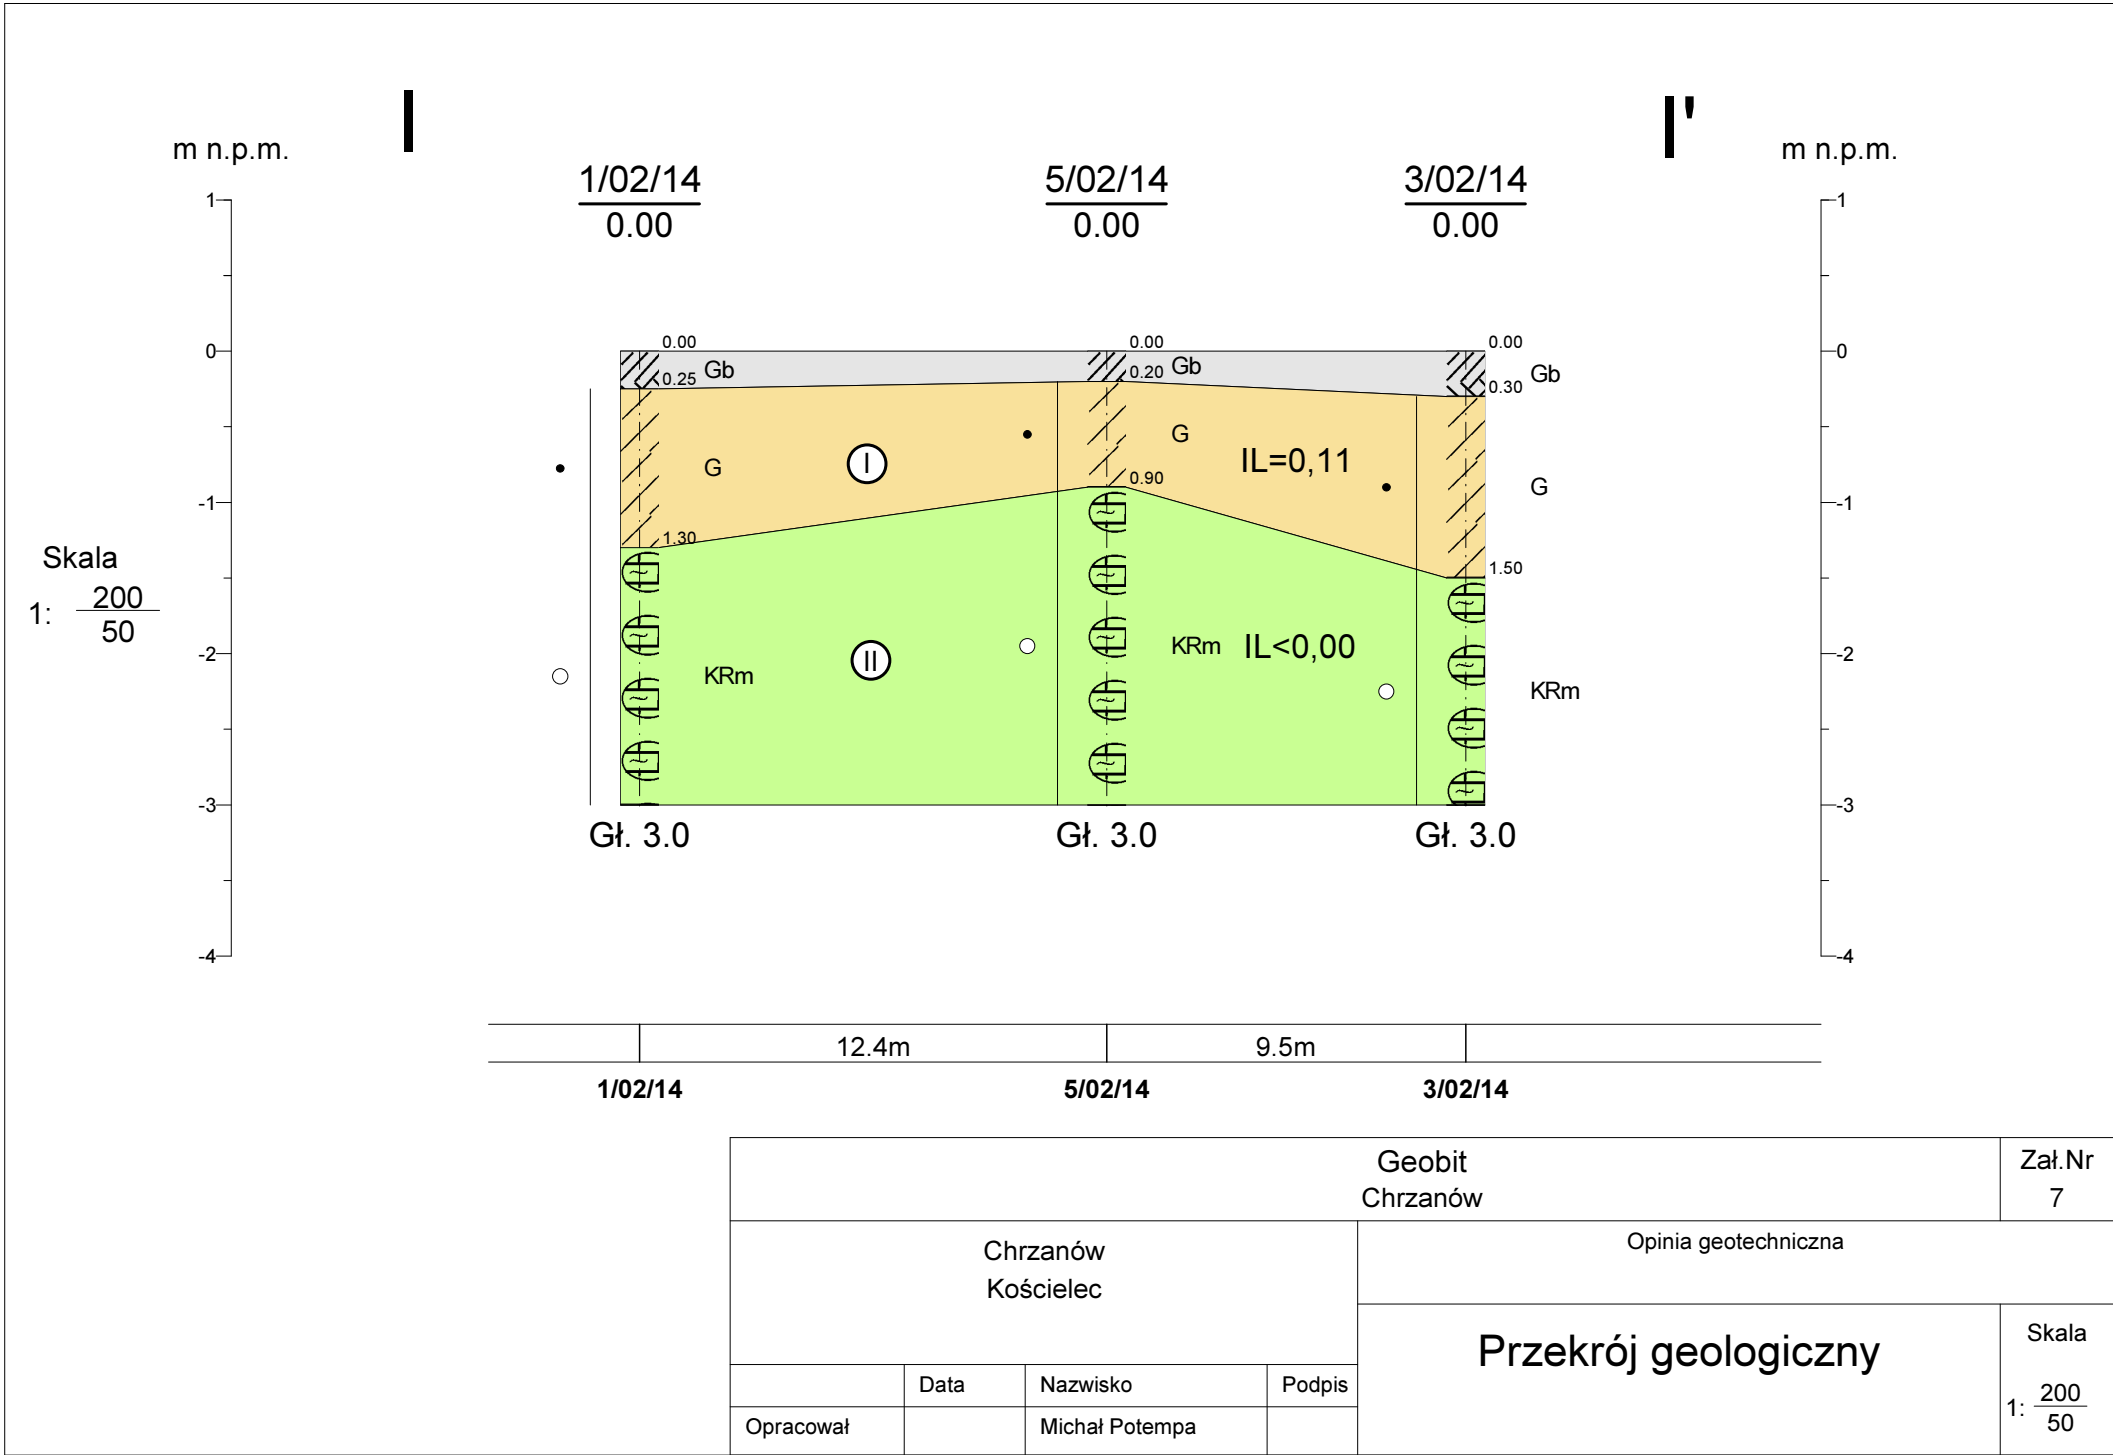 I
I'
m n.p.m.
m n.p.m.
1/02/14
0.00
5/02/14
0.00
3/02/14
0.00
1
0
-1
-2
-3
-4
1
0
-1
-2
-3
-4
Skala
1: 200
50
0.00
Gb
0.25
G
1.30
KRm
I
II
0.00
Gb
0.20
G
0.90
KRm
IL=0,11
IL<0,00
0.00
Gb
0.30
G
1.50
KRm
Gł. 3.0
Gł. 3.0
Gł. 3.0
12.4m
9.5m
1/02/14
5/02/14
3/02/14
Geobit
Chrzanów
Zał.Nr
7
Chrzanów
Kościelec
Opinia geotechniczna
Przekrój geologiczny
Skala
1: 200
50
Data
Nazwisko
Podpis
Opracował
Michał Potempa